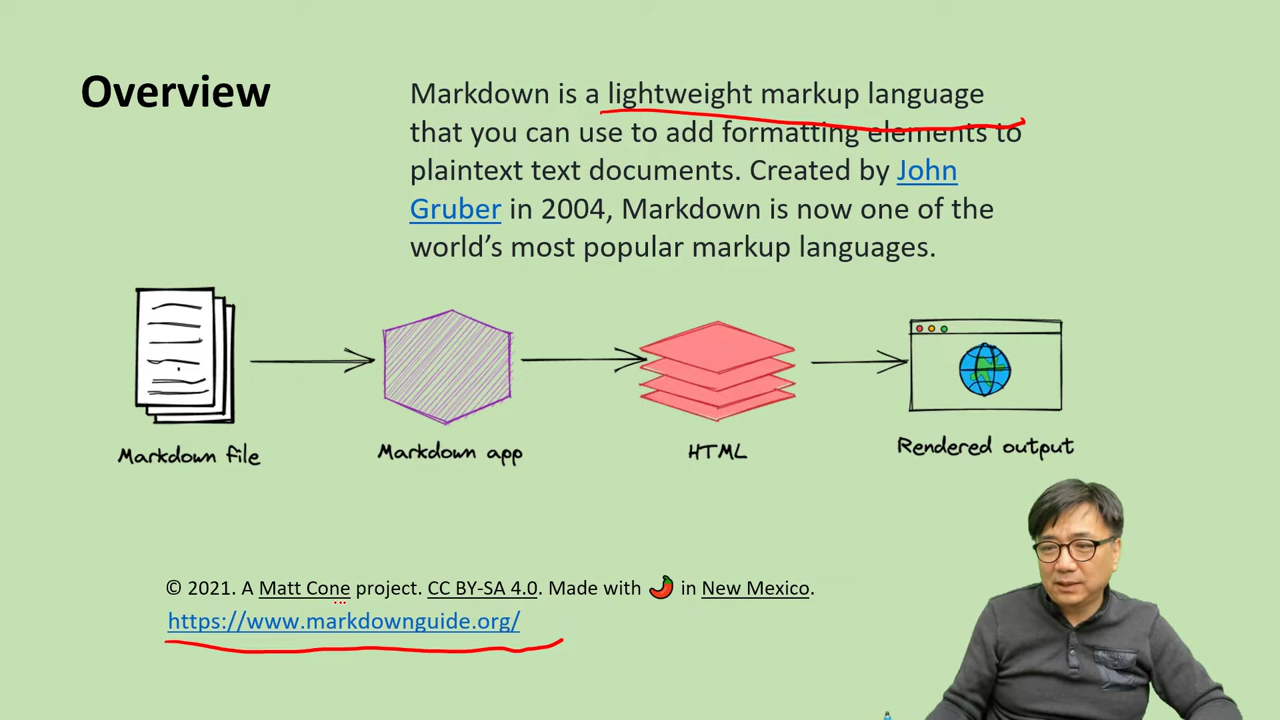 Overview
Markdown is a lightweight markup language
that you can use to add formatting elements to
plaintext text documents. Created by John
Gruber in 2004, Markdown is now one of the
world’s most popular markup languages.
Markdown file
Markdown app
HTML
Rendered output
© 2021. A Matt Cone project. CC BY-SA 4.0. Made with 🌶️ in New Mexico.
https://www.markdownguide.org/